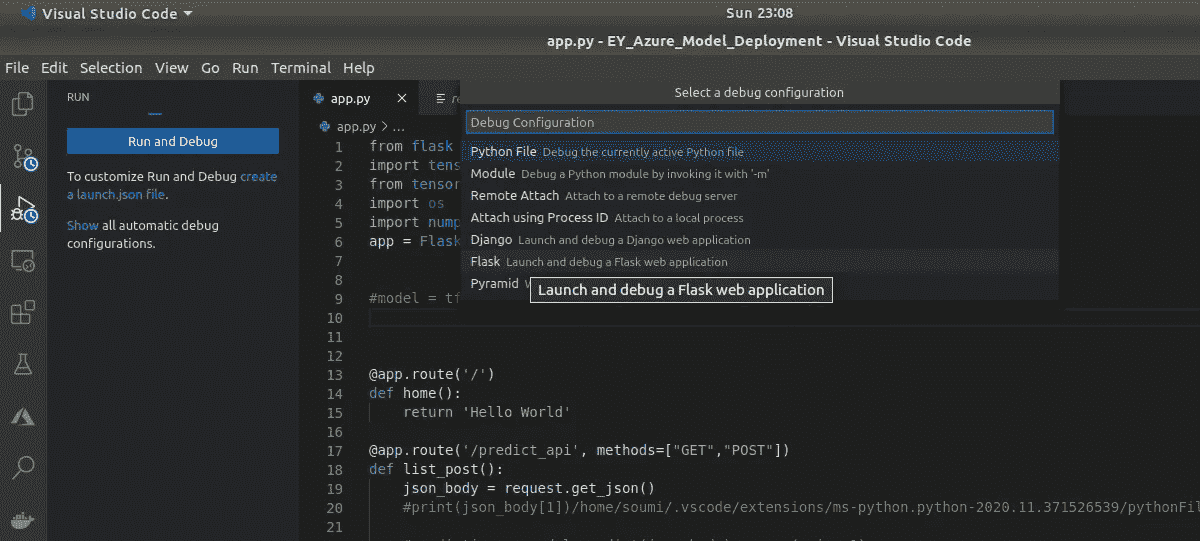 Visual Studio Code
Sun 23:08
app.py - EY_Azure_Model_Deployment - Visual Studio Code
File Edit Selection View Go Run Terminal Help
RUN
Run and Debug
To customize Run and Debug create
a launch.json file.
Show all automatic debug
configurations.
app.py
app.py > ...
Select a debug configuration
Debug Configuration
Python File Debug the currently active Python file
Module Debug a Python module by invoking it with '-m'
Remote Attach Attach to a remote debug server
Attach using Process ID Attach to a local process
Django Launch and debug a Django web application
Flask Launch and debug a Flask web application
Pyramid
Launch and debug a Flask web application
1 from flask
2 import tens
3 from tensor
4 import os
5 import nump
6 app = Flask
7
8
9 #model = tf
10
11
12
13 @app.route('/')
14 def home():
15 return 'Hello World'
16
17 @app.route('/predict_api', methods=["GET","POST"])
18 def list_post():
19 json_body = request.get_json()
20 #print(json_body[1])/home/soumi/.vscode/extensions/ms-python.python-2020.11.371526539/pythonFil
21